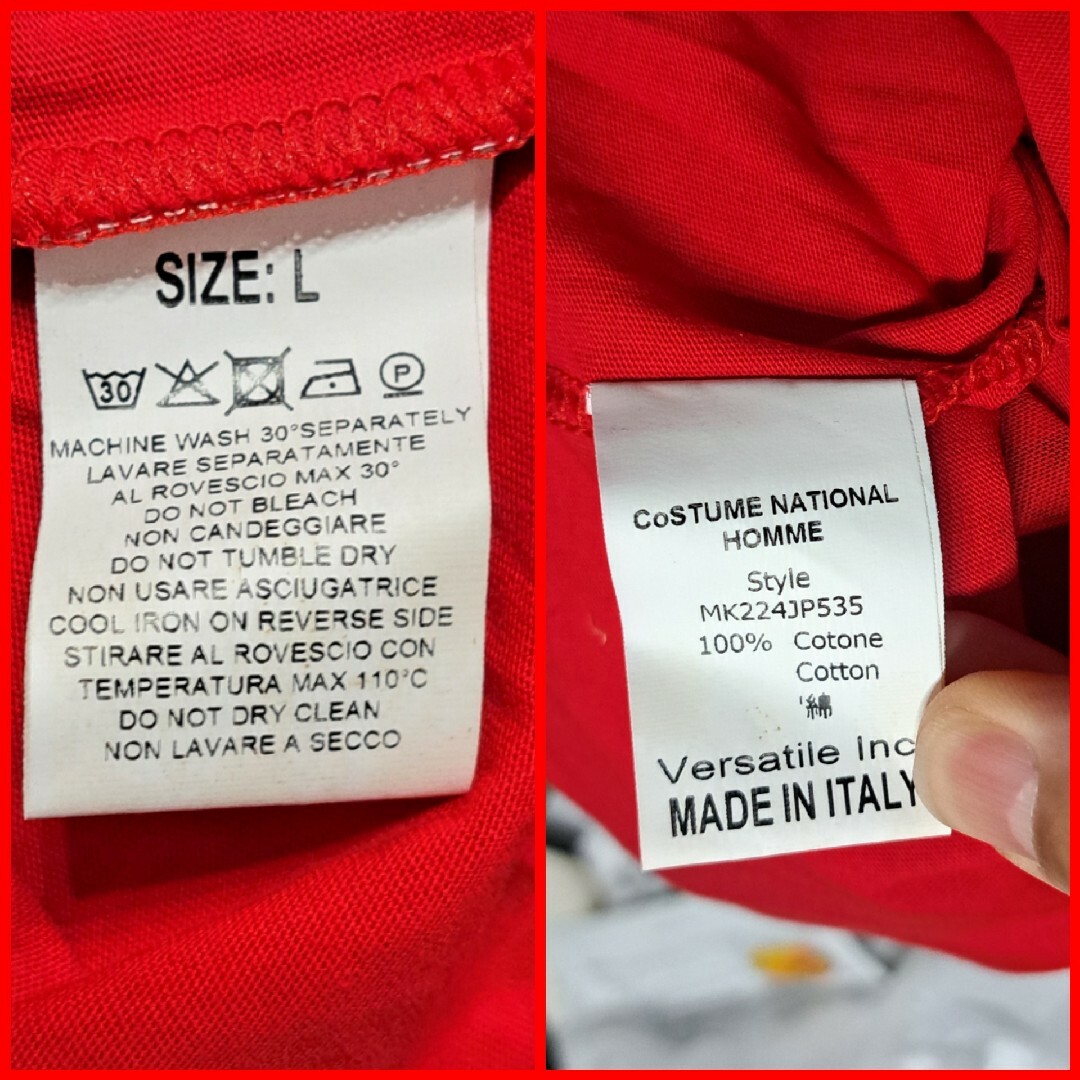 SIZE: L
30 P
MACHINE WASH 30°SEPARATELY
LAVARE SEPARATAMENTE
AL ROVESCIO MAX 30°
DO NOT BLEACH
NON CANDEGGIARE
DO NOT TUMBLE DRY
NON USARE ASCIUGATRICE
COOL IRON ON REVERSE SIDE
STIRARE AL ROVESCIO CON
TEMPERATURA MAX 110°C
DO NOT DRY CLEAN
NON LAVARE A SECCO
CoSTUME NATIONAL
HOMME
Style
MK224JP535
100% Cotone
Cotton
'綿
Versatile Inc
MADE IN ITALY